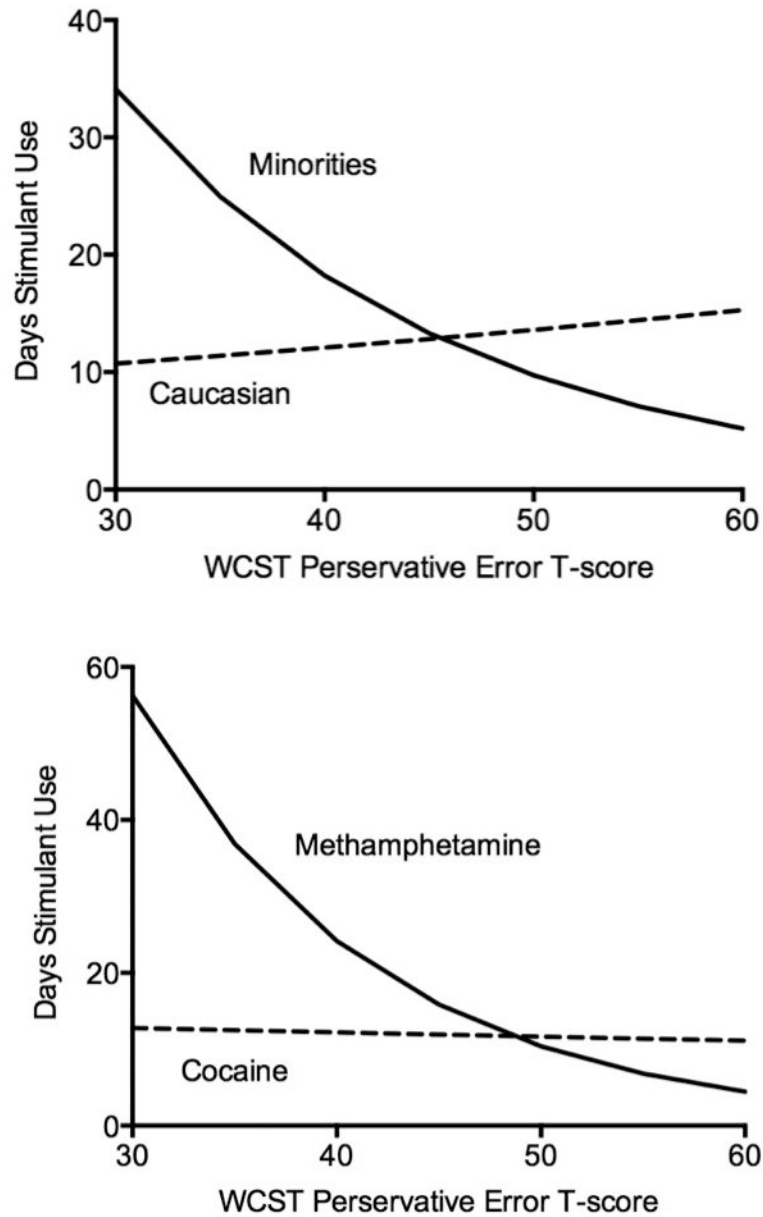 40
30
20
10
0
Days Stimulant Use
Minorities
Caucasian
30 40 50 60
WCST Perservative Error T-score
60
40
20
0
Days Stimulant Use
Methamphetamine
Cocaine
30 40 50 60
WCST Perservative Error T-score